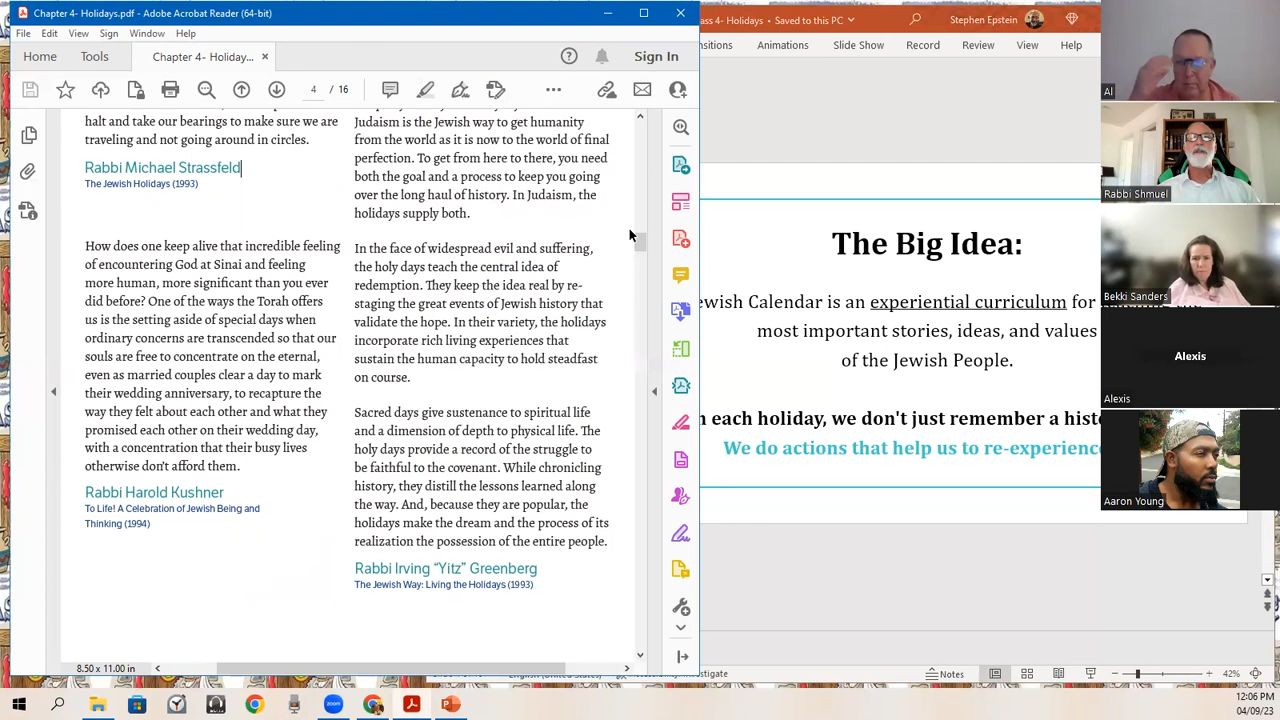 Chapter 4- Holidays.pdf - Adobe Acrobat Reader (64-bit)
File Edit View Sign Window Help
Home Tools Chapter 4- Holiday... × Sign In
4 / 16
halt and take our bearings to make sure we are
traveling and not going around in circles.
Rabbi Michael Strassfeld
The Jewish Holidays (1993)
How does one keep alive that incredible feeling
of encountering God at Sinai and feeling
more human, more significant than you ever
did before? One of the ways the Torah offers
us is the setting aside of special days when
ordinary concerns are transcended so that our
souls are free to concentrate on the eternal,
even as married couples clear a day to mark
their wedding anniversary, to recapture the
way they felt about each other and what they
promised each other on their wedding day,
with a concentration that their busy lives
otherwise don't afford them.
Rabbi Harold Kushner
To Life! A Celebration of Jewish Being and
Thinking (1994)
Judaism is the Jewish way to get humanity
from the world as it is now to the world of final
perfection. To get from here to there, you need
both the goal and a process to keep you going
over the long haul of history. In Judaism, the
holidays supply both.
In the face of widespread evil and suffering,
the holy days teach the central idea of
redemption. They keep the idea real by re-
staging the great events of Jewish history that
validate the hope. In their variety, the holidays
incorporate rich living experiences that
sustain the human capacity to hold steadfast
on course.
Sacred days give sustenance to spiritual life
and a dimension of depth to physical life. The
holy days provide a record of the struggle to
be faithful to the covenant. While chronicling
history, they distill the lessons learned along
the way. And, because they are popular, the
holidays make the dream and the process of its
realization the possession of the entire people.
Rabbi Irving “Yitz” Greenberg
The Jewish Way: Living the Holidays (1993)
8.50 x 11.00 in
ass 4- Holidays • Saved to this PC Stephen Epstein
nsitions Animations Slide Show Record Review View Help
The Big Idea:
ewish Calendar is an experiential curriculum for
most important stories, ideas, and values
of the Jewish People.
n each holiday, we don't just remember a histo
We do actions that help us to re-experience
Notes 42%
Al
Rabbi Shmuel
Bekki Sanders
Alexis
Alexis
Aaron Young
12:06 PM
04/09/23